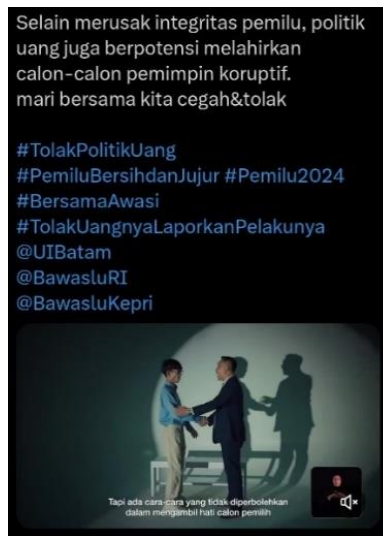 Selain merusak integritas pemilu, politik
uang juga berpotensi melahirkan
calon-calon pemimpin koruptif.
mari bersama kita cegah&tolak
#TolakPolitikUang
#PemiluBersihdanJujur #Pemilu2024
#BersamaAwasi
#TolakUangnyaLaporkanPelakunya
@UIBatam
@BawasluRI
@BawasluKepri
Tapi ada cara-cara yang tidak diperbolehkan
dalam mengambil hati calon pemilih